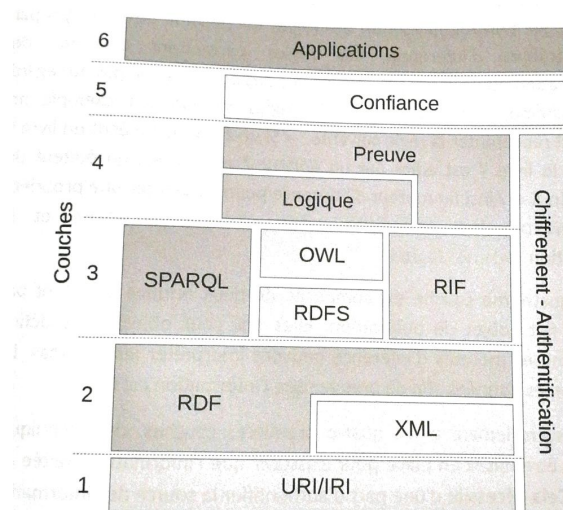 6
Applications
5
Confiance
4
Preuve
Logique
Couches
3
SPARQL
OWL
RDFS
RIF
2
RDF
XML
1
URI/IRI
Chiffrement - Authentification